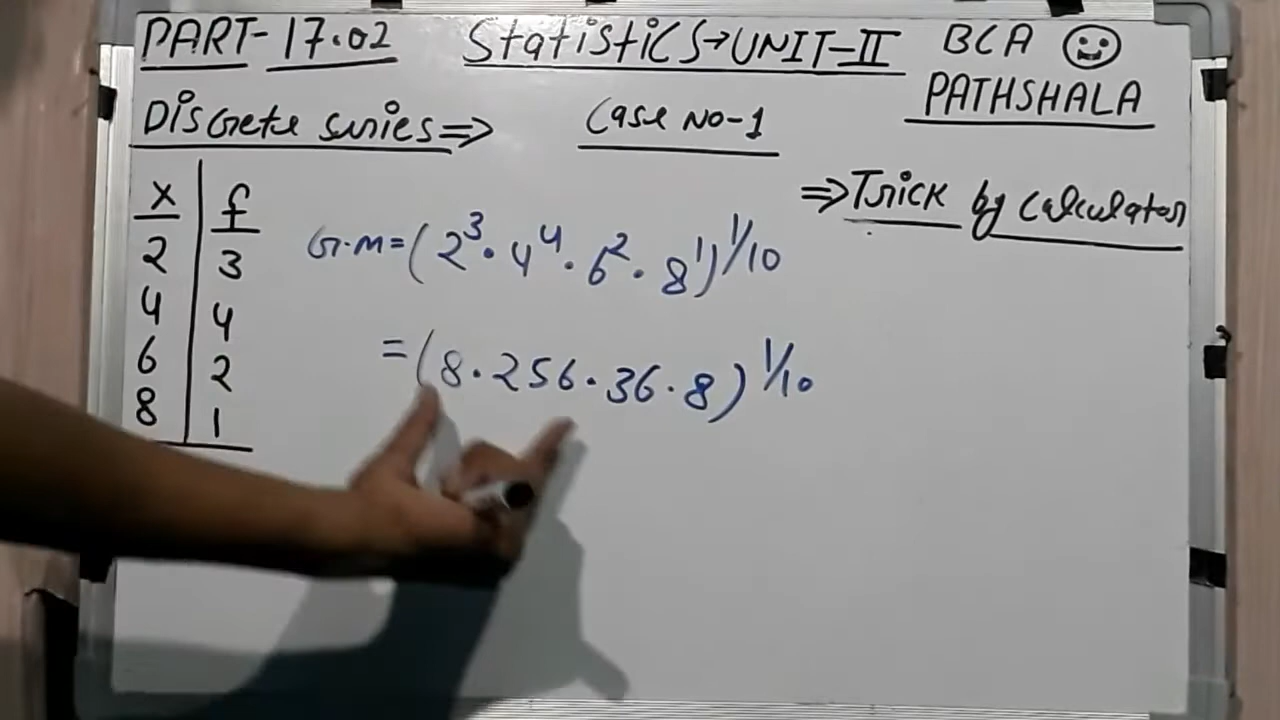 PART-17.02 Statistics→UNIT-II BCA
PATHSHALA
Discrete series⇒ Case No-1
⇒Trick by Calculator
x f
2 3
4 4
6 2
8 1
G.M=(2³·4⁴·6²·8¹)^1/10
=(8·256·36·8)^1/10